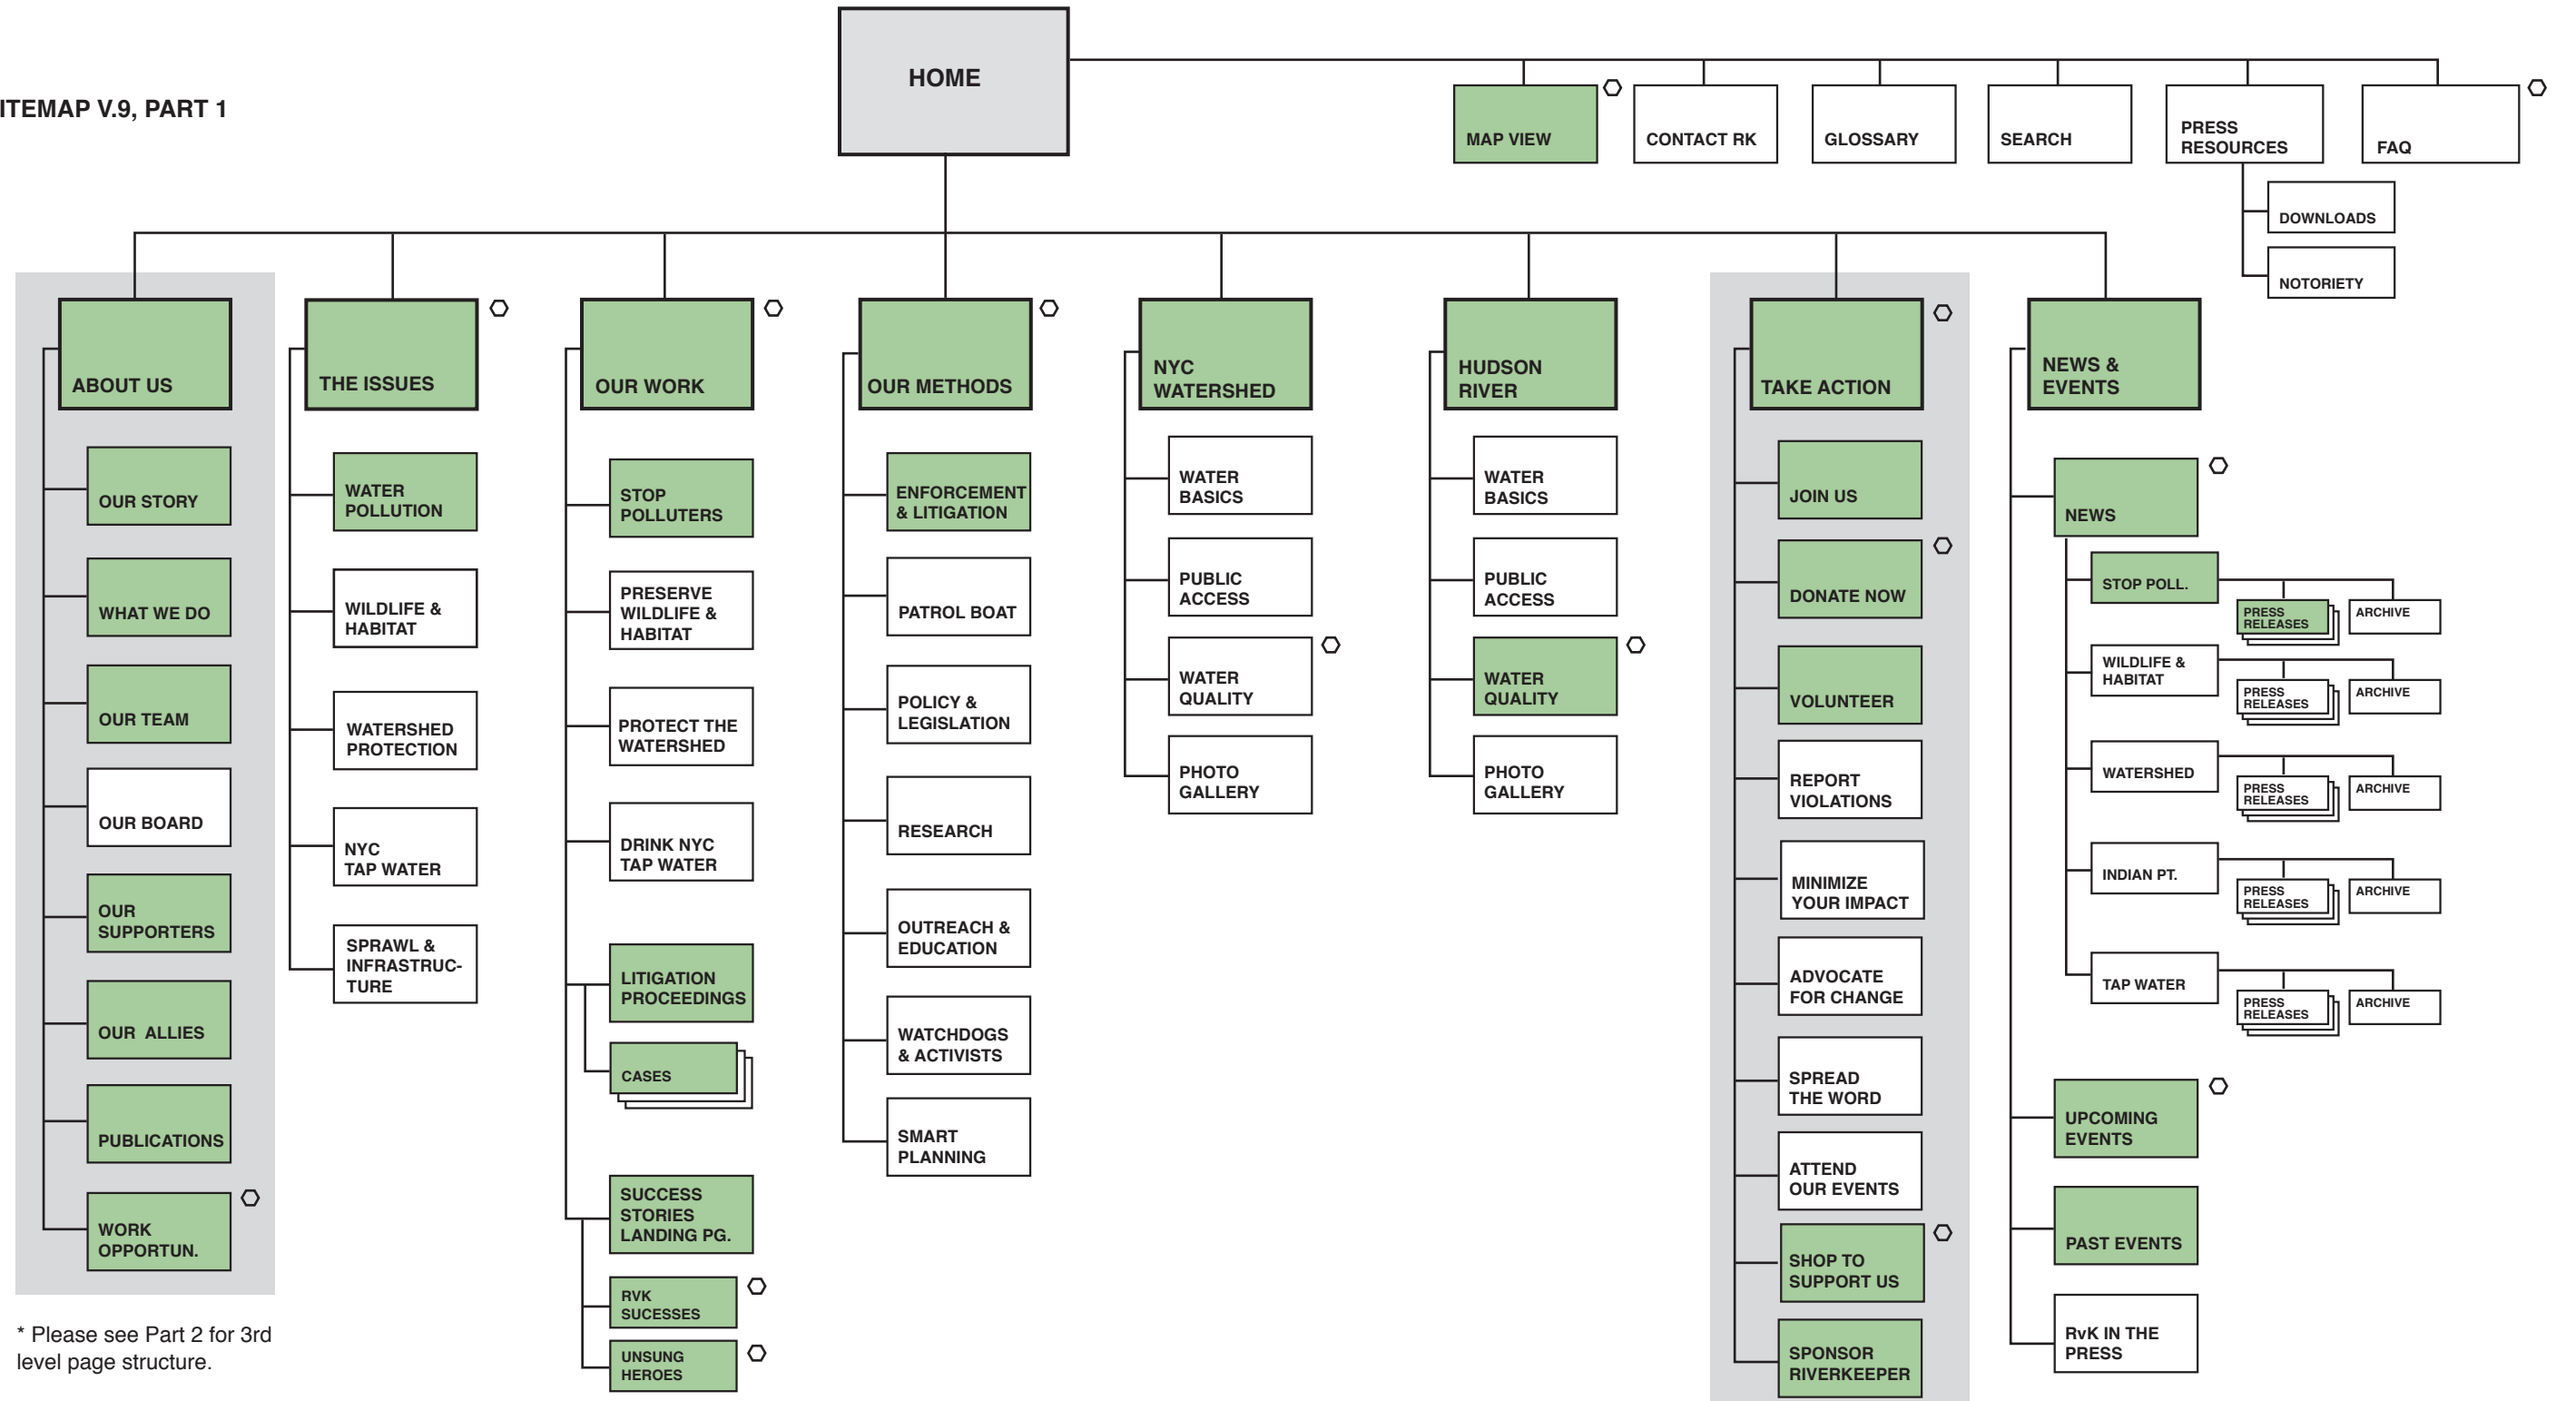 HOME
ITEMAP V.9, PART 1
MAP VIEW
CONTACT RK
GLOSSARY
SEARCH
PRESS
RESOURCES
FAQ
DOWNLOADS
NOTORIETY
ABOUT US
OUR STORY
WHAT WE DO
OUR TEAM
OUR BOARD
OUR
SUPPORTERS
OUR ALLIES
PUBLICATIONS
WORK
OPPORTUN.
* Please see Part 2 for 3rd
level page structure.
THE ISSUES
WATER
POLLUTION
WILDLIFE &
HABITAT
WATERSHED
PROTECTION
NYC
TAP WATER
SPRAWL &
INFRASTRUC-
TURE
OUR WORK
STOP
POLLUTERS
PRESERVE
WILDLIFE &
HABITAT
PROTECT THE
WATERSHED
DRINK NYC
TAP WATER
LITIGATION
PROCEEDINGS
CASES
SUCCESS
STORIES
LANDING PG.
RVK
SUCESSES
UNSUNG
HEROES
OUR METHODS
ENFORCEMENT
& LITIGATION
PATROL BOAT
POLICY &
LEGISLATION
RESEARCH
OUTREACH &
EDUCATION
WATCHDOGS
& ACTIVISTS
SMART
PLANNING
NYC
WATERSHED
WATER
BASICS
PUBLIC
ACCESS
WATER
QUALITY
PHOTO
GALLERY
HUDSON
RIVER
WATER
BASICS
PUBLIC
ACCESS
WATER
QUALITY
PHOTO
GALLERY
TAKE ACTION
JOIN US
DONATE NOW
VOLUNTEER
REPORT
VIOLATIONS
MINIMIZE
YOUR IMPACT
ADVOCATE
FOR CHANGE
SPREAD
THE WORD
ATTEND
OUR EVENTS
SHOP TO
SUPPORT US
SPONSOR
RIVERKEEPER
NEWS &
EVENTS
NEWS
STOP POLL.
PRESS
RELEASES
ARCHIVE
WILDLIFE &
HABITAT
PRESS
RELEASES
ARCHIVE
WATERSHED
PRESS
RELEASES
ARCHIVE
INDIAN PT.
PRESS
RELEASES
ARCHIVE
TAP WATER
PRESS
RELEASES
ARCHIVE
UPCOMING
EVENTS
PAST EVENTS
RvK IN THE
PRESS